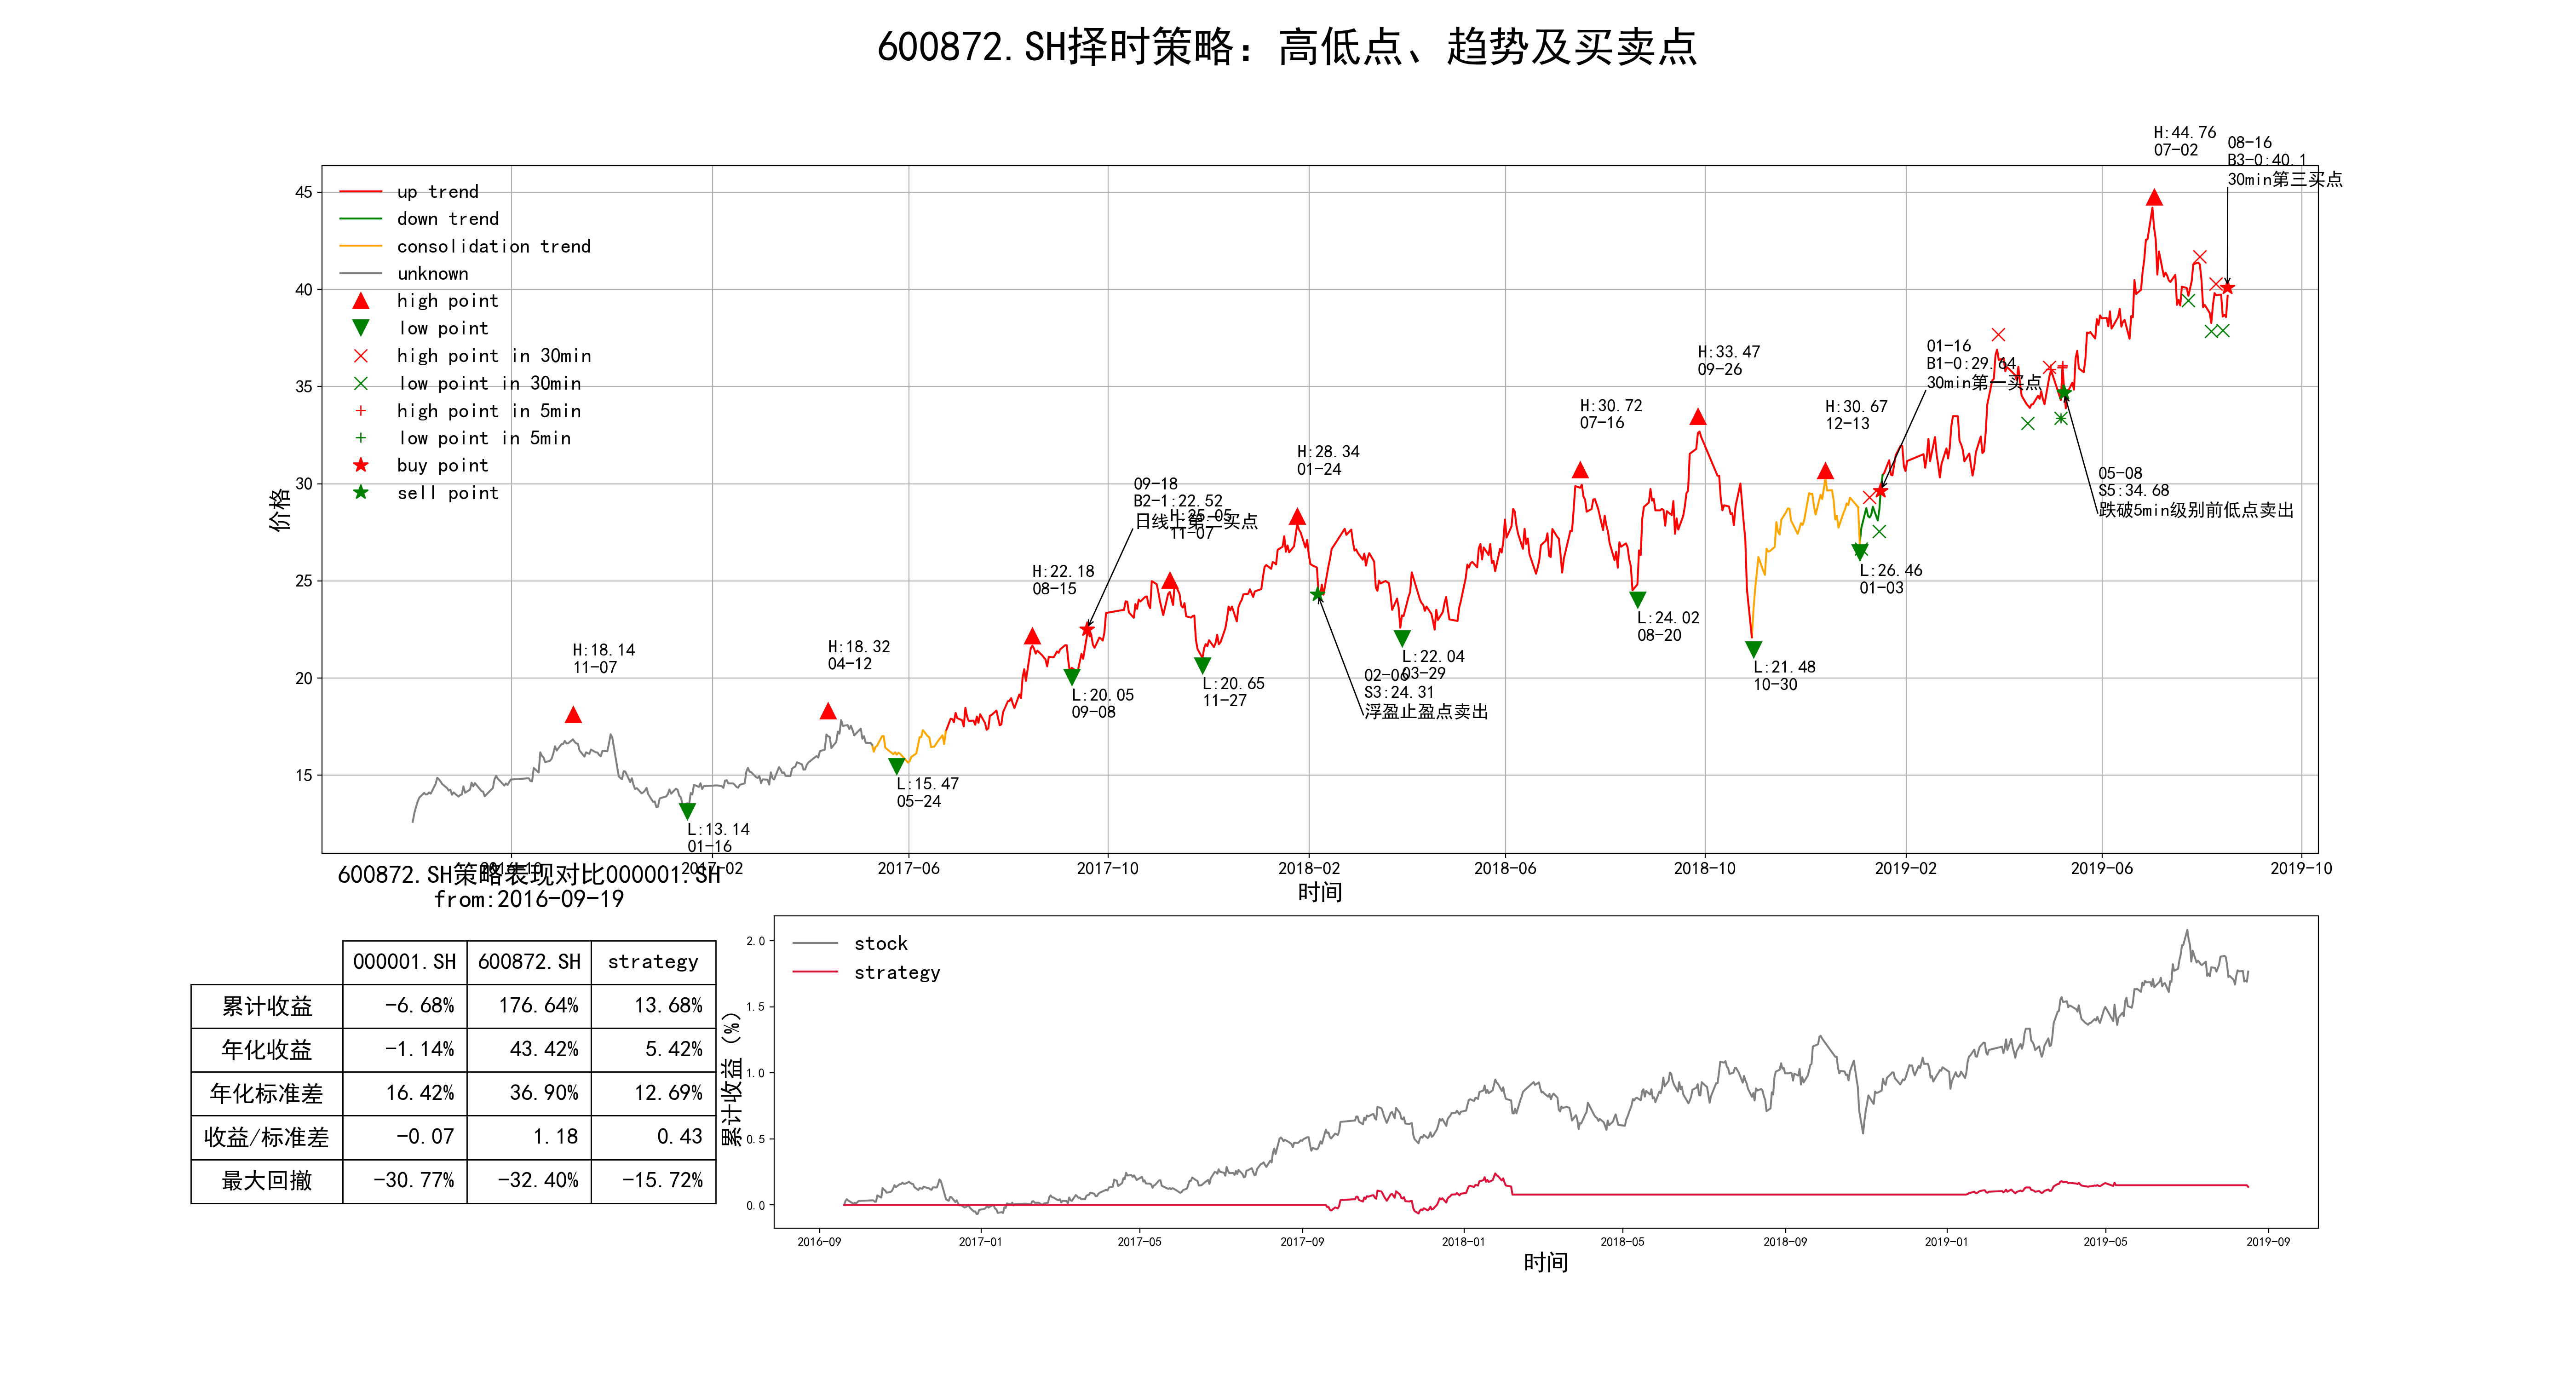 600872.SH择时策略：高低点、趋势及买卖点
H:44.76
07-02
08-16
B3-0:40.1
30min第三买点
up trend
down trend
consolidation trend
unknown
high point
low point
high point in 30min
low point in 30min
high point in 5min
low point in 5min
buy point
sell point
价格
45
40
35
30
25
20
15
H:18.14
11-07
L:13.14
01-16
H:18.32
04-12
L:15.47
05-24
H:22.18
08-15
L:20.05
09-08
09-18
B2-1:22.52
日线上第二买点
H:25.05
11-07
L:20.65
11-27
H:28.34
01-24
02-06
S3:24.31
浮盈止盈点卖出
L:22.04
03-29
H:30.72
07-16
L:24.02
08-20
H:33.47
09-26
L:21.48
10-30
H:30.67
12-13
L:26.46
01-03
01-16
B1-0:29.64
30min第一买点
05-08
S5:34.68
跌破5min级别前低点卖出
2016-10
2017-02
2017-06
2017-10
2018-02
2018-06
2018-10
2019-02
2019-06
2019-10
时间
600872.SH策略表现对比000001.SH
from:2016-09-19
000001.SH 600872.SH strategy
累计收益 -6.68% 176.64% 13.68%
年化收益 -1.14% 43.42% 5.42%
年化标准差 16.42% 36.90% 12.69%
收益/标准差 -0.07 1.18 0.43
最大回撤 -30.77% -32.40% -15.72%
累计收益（%）
2.0
1.5
1.0
0.5
0.0
stock
strategy
2016-09
2017-01
2017-05
2017-09
2018-01
2018-05
2018-09
2019-01
2019-05
2019-09
时间